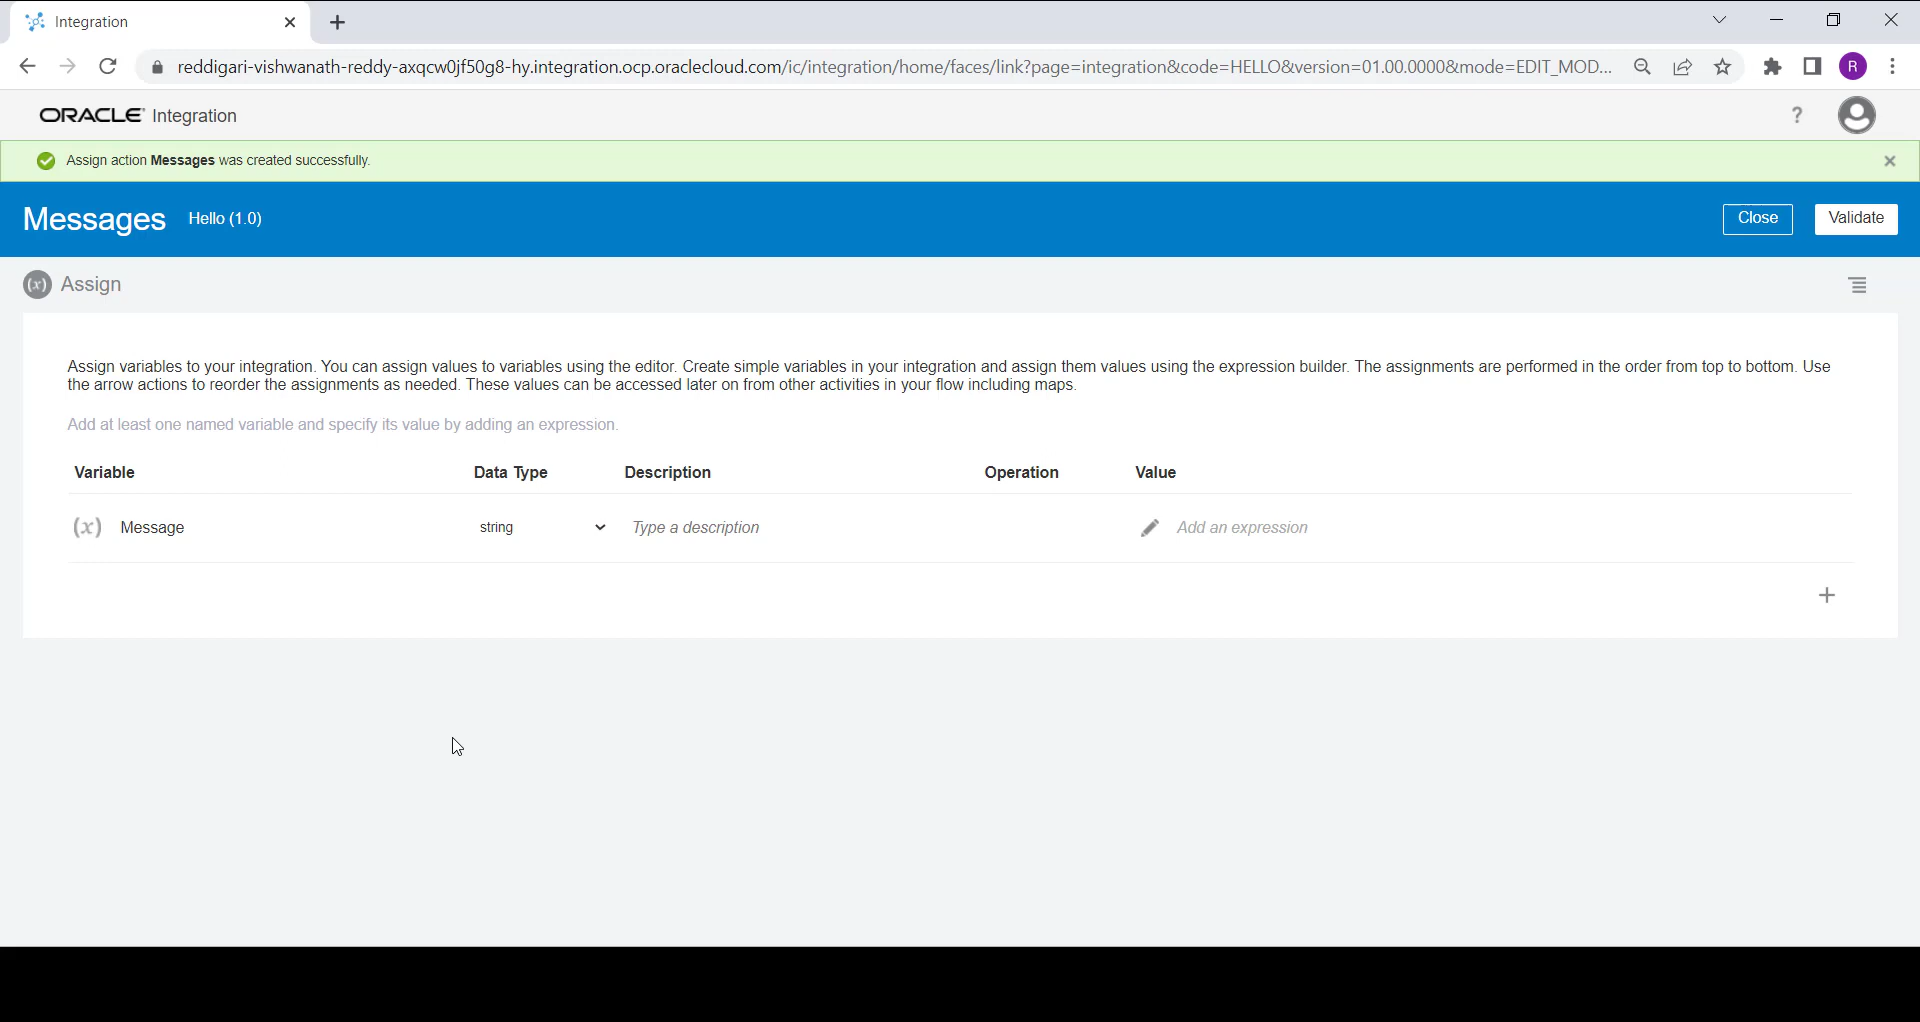 Integration
reddigari-vishwanath-reddy-axqcw0jf50g8-hy.integration.ocp.oraclecloud.com/ic/integration/home/faces/link?page=integration&code=HELLO&version=01.00.0000&mode=EDIT_MOD... R
ORACLE Integration ?
Assign action Messages was created successfully.
Messages Hello (1.0) Close Validate
(x) Assign
Assign variables to your integration. You can assign values to variables using the editor. Create simple variables in your integration and assign them values using the expression builder. The assignments are performed in the order from top to bottom. Use
the arrow actions to reorder the assignments as needed. These values can be accessed later on from other activities in your flow including maps.
Add at least one named variable and specify its value by adding an expression.
Variable Data Type Description Operation Value
(x) Message string Type a description Add an expression